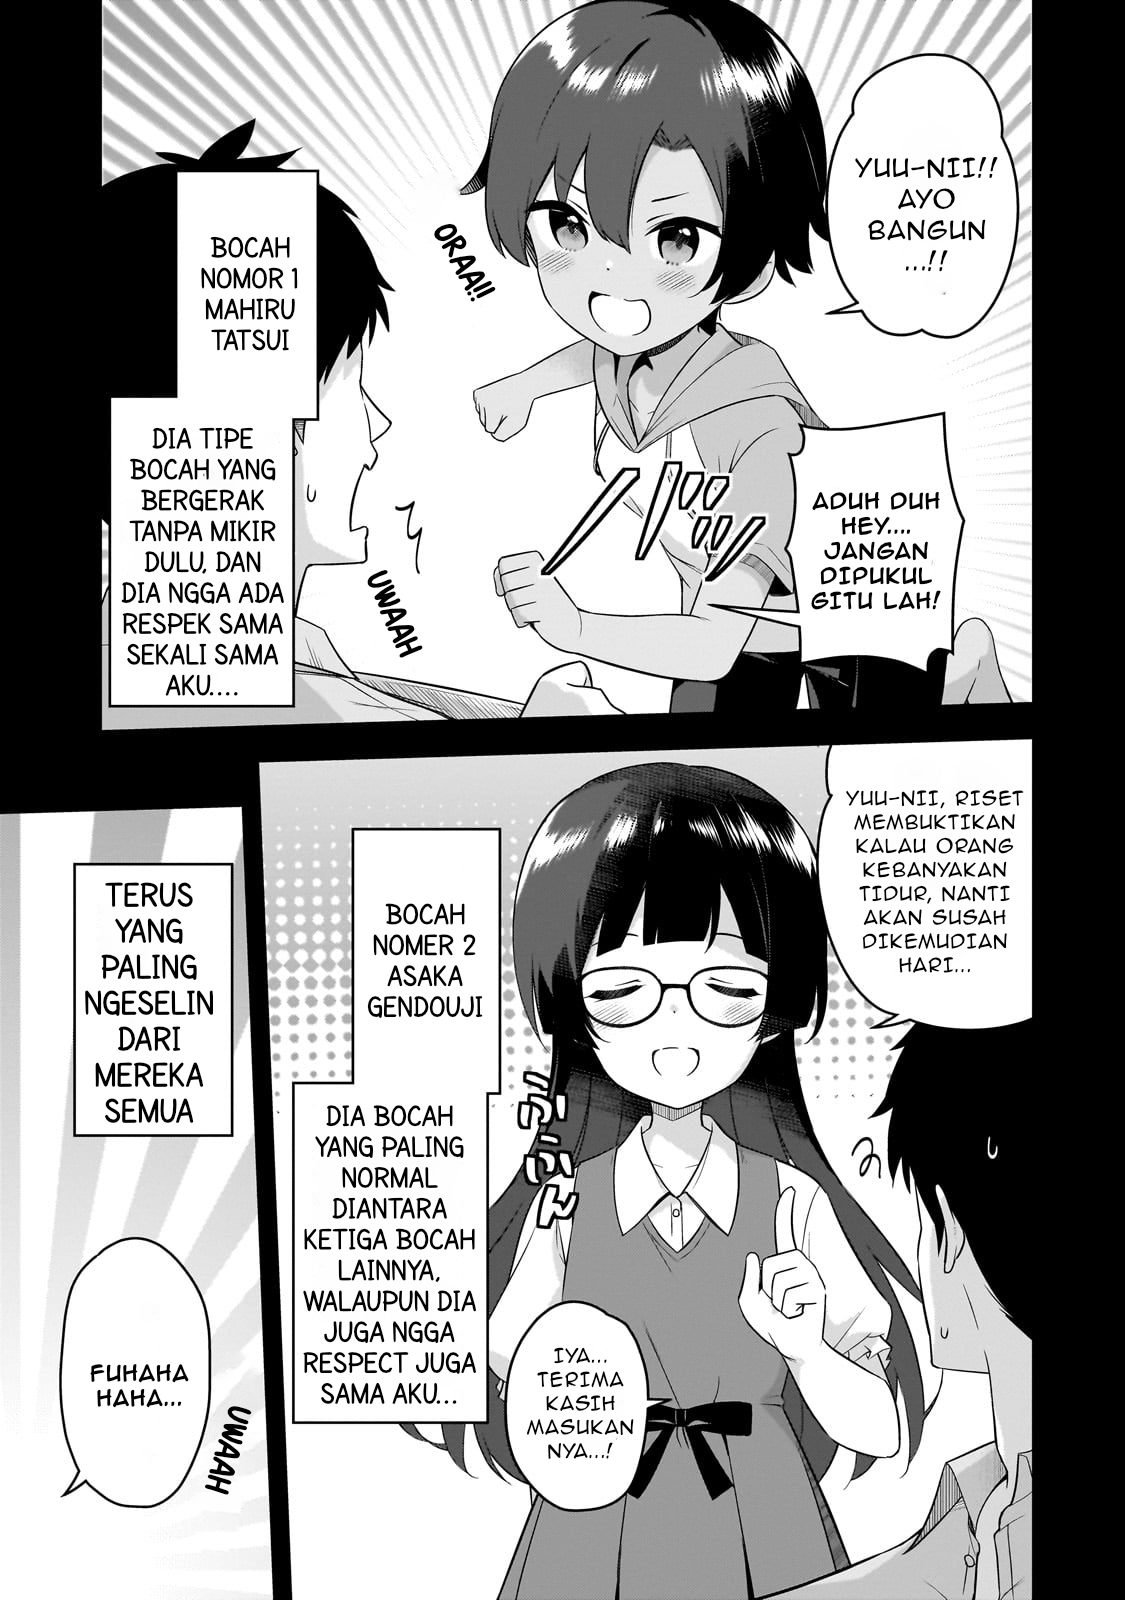 YUU-NII!!
AYO
BANGUN
...!!
ORAA!!
BOCAH
NOMOR 1
MAHIRU
TATSUI
DIA TIPE
BOCAH YANG
BERGERAK
TANPA MIKIR
DULU, DAN
DIA NGGA ADA
RESPEK SAMA
SEKALI SAMA
AKU....
ADUH DUH
HEY....
JANGAN
DIPUKUL
GITU LAH!
UWAAH
YUU-NII, RISET
MEMBUKTIKAN
KALAU ORANG
KEBANYAKAN
TIDUR, NANTI
AKAN SUSAH
DIKEMUDIAN
HARI...
BOCAH
NOMER 2
ASAKA
GENDOUJI
DIA BOCAH
YANG PALING
NORMAL
DIANTARA
KETIGA BOCAH
LAINNYA,
WALAUPUN DIA
JUGA NGGA
RESPECT JUGA
SAMA AKU...
ふふーん
IYA...
TERIMA
KASIH
MASUKAN
NYA...!
TERUS
YANG
PALING
NGESELIN
DARI
MEREKA
SEMUA
FUHAHA
HAHA...
UWAAH